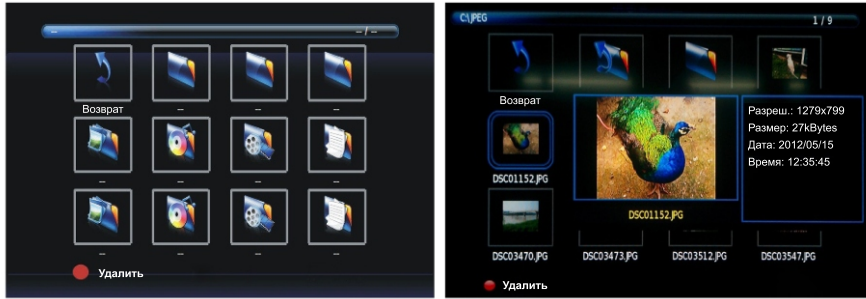 --
-- / --
Возврат
--
--
--
--
--
--
--
--
--
--
--
Удалить
C:\JPEG
1 / 9
Возврат
DSC01152.JPG
DSC01152.JPG
Разреш.: 1279x799
Размер: 27kBytes
Дата: 2012/05/15
Время: 12:35:45
DSC03470.JPG
DSC03473.JPG
DSC03512.JPG
DSC03547.JPG
Удалить